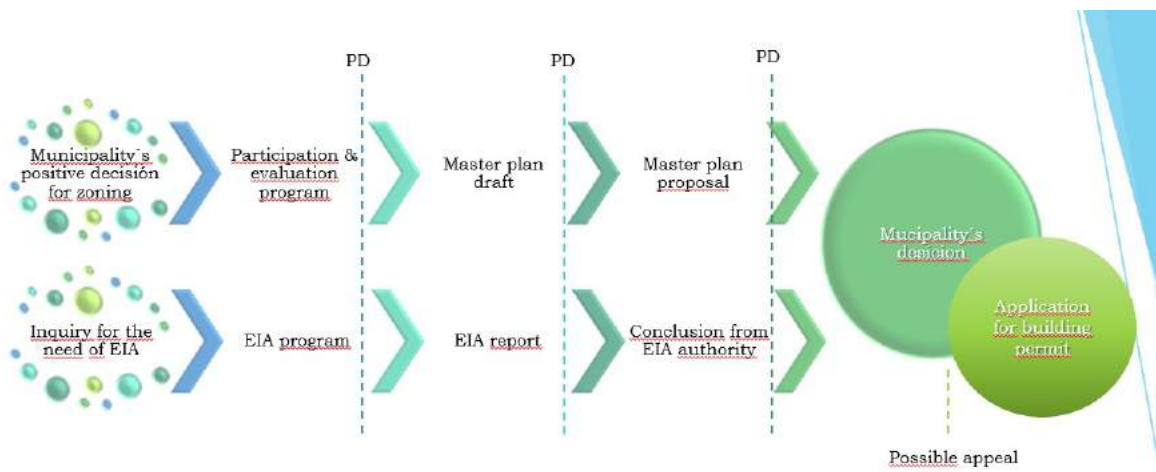 PD
PD
PD
Municipality´s
positive decision
for zoning
Participation &
evaluation
program
Master plan
draft
Master plan
proposal
Mucipality´s
desicion
Inquiry for the
need of EIA
EIA program
EIA report
Conclusion from
EIA authority
Application
for building
permit
Possible appeal